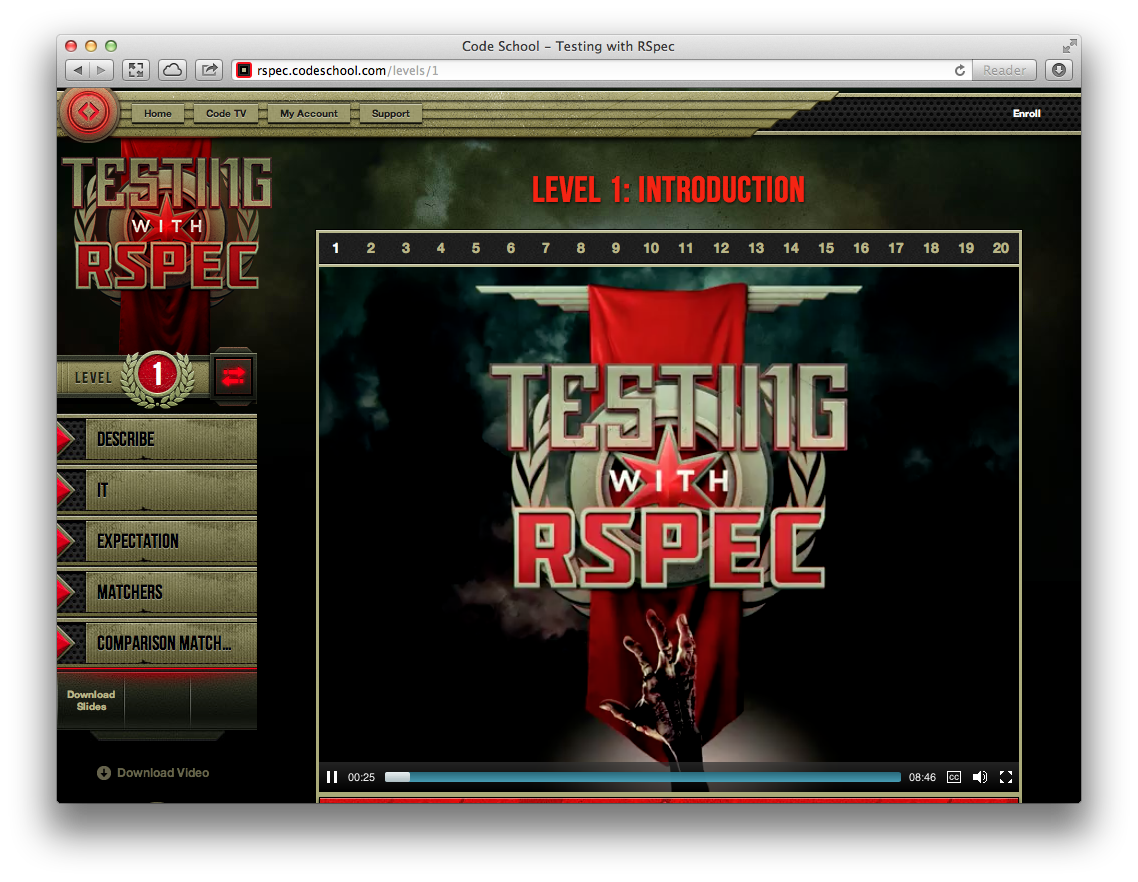 Code School – Testing with RSpec
rspec.codeschool.com/levels/1
Reader
Home
Code TV
My Account
Support
Enroll
TESTING
WITH
RSPEC
LEVEL 1: INTRODUCTION
1 2 3 4 5 6 7 8 9 10 11 12 13 14 15 16 17 18 19 20
TESTING
WITH
RSPEC
LEVEL 1
DESCRIBE
IT
EXPECTATION
MATCHERS
COMPARISON MATCH...
Download
Slides
Download Video
00:25
08:46
CC